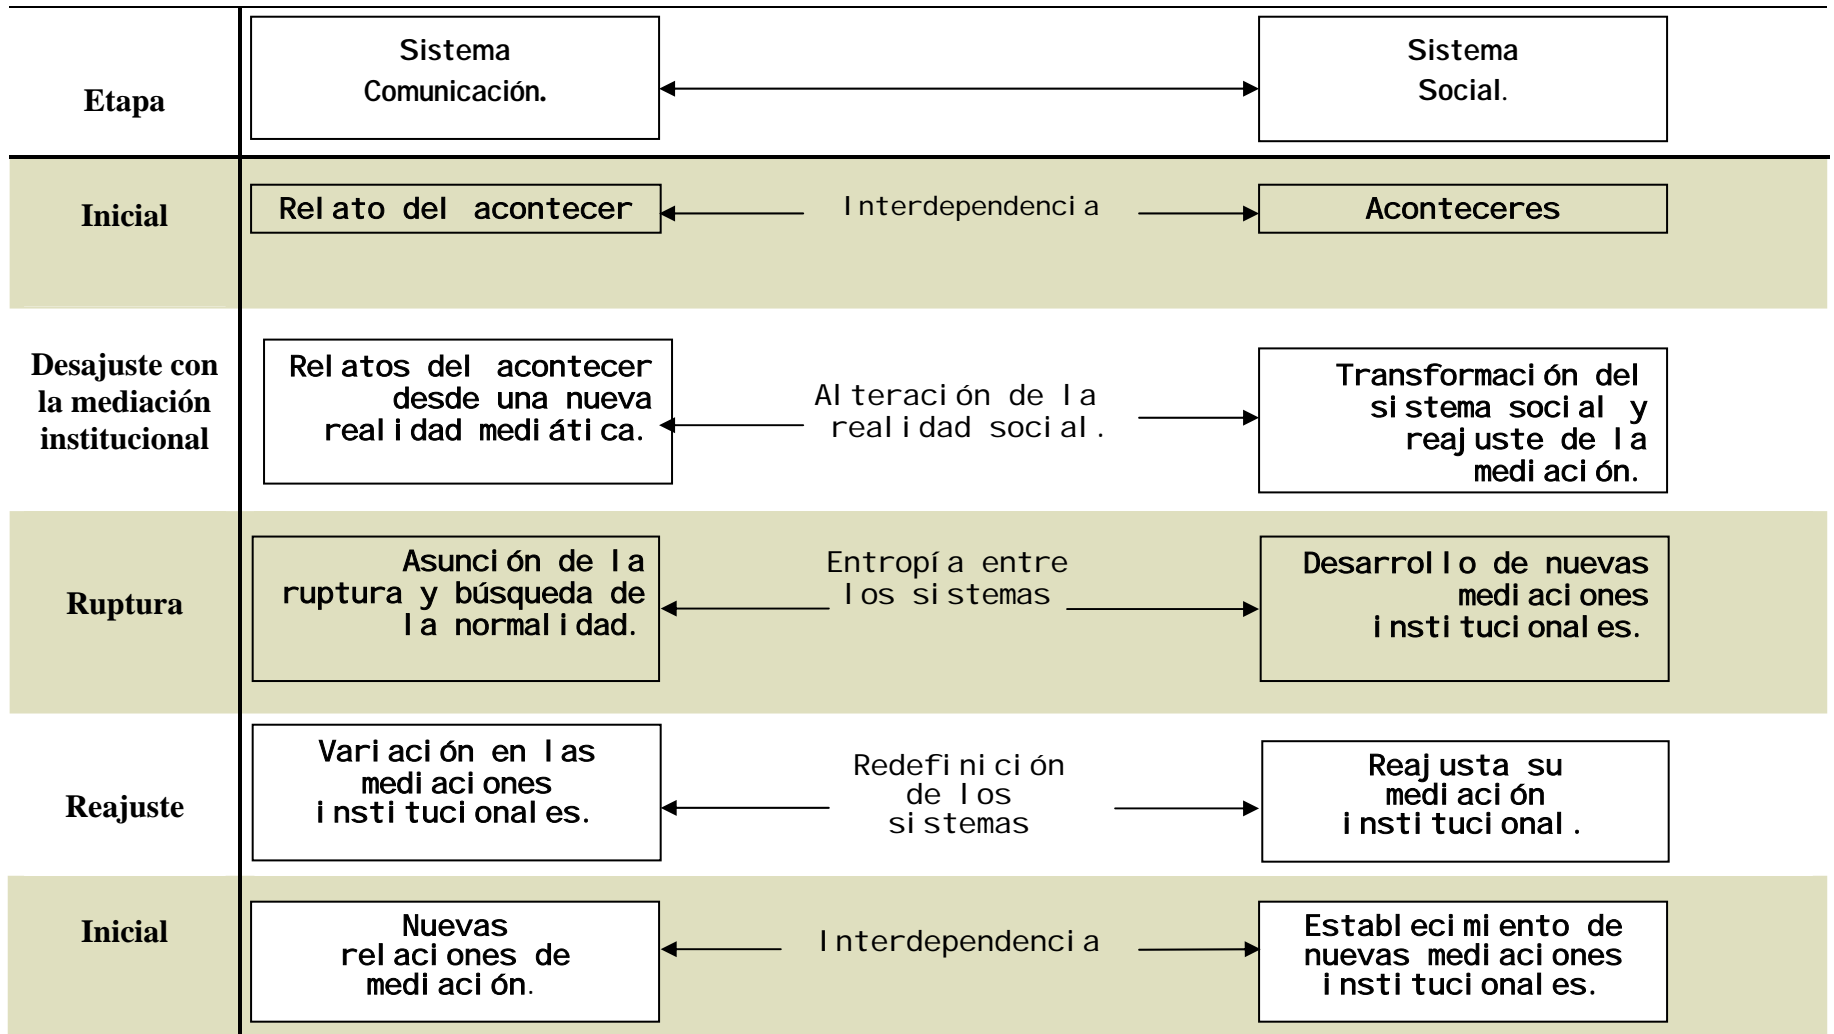 Etapa
Sistema
Comunicación.
Sistema
Social.
Inicial
Relato del acontecer
Interdependencia
Aconteceres
Desajuste con
la mediación
institucional
Relatos del acontecer
desde una nueva
realidad mediática.
Alteración de la
realidad social.
Transformación del
sistema social y
reajuste de la
mediación.
Ruptura
Asunción de la
ruptura y búsqueda de
la normalidad.
Entropía entre
los sistemas
Desarrollo de nuevas
mediaciones
institucionales.
Reajuste
Variación en las
mediaciones
institucionales.
Redefinición
de los
sistemas
Reajusta su
mediación
institucional.
Inicial
Nuevas
relaciones de
mediación.
Interdependencia
Establecimiento de
nuevas mediaciones
institucionales.